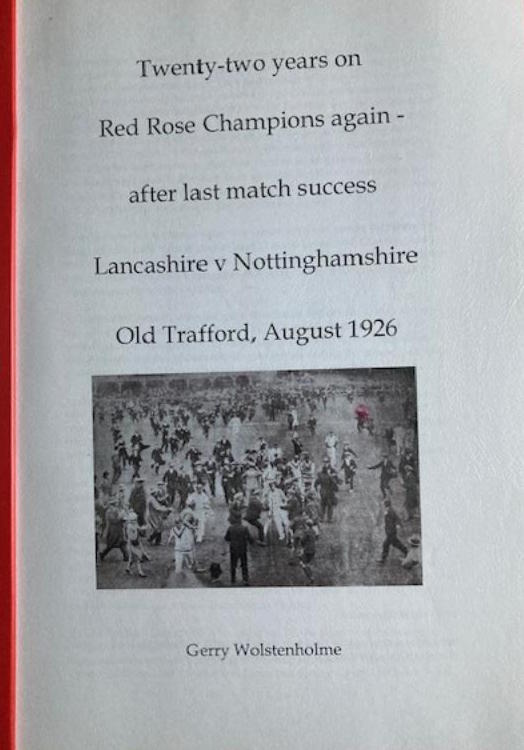 Twenty-two years on
Red Rose Champions again -
after last match success
Lancashire v Nottinghamshire
Old Trafford, August 1926
Gerry Wolstenholme